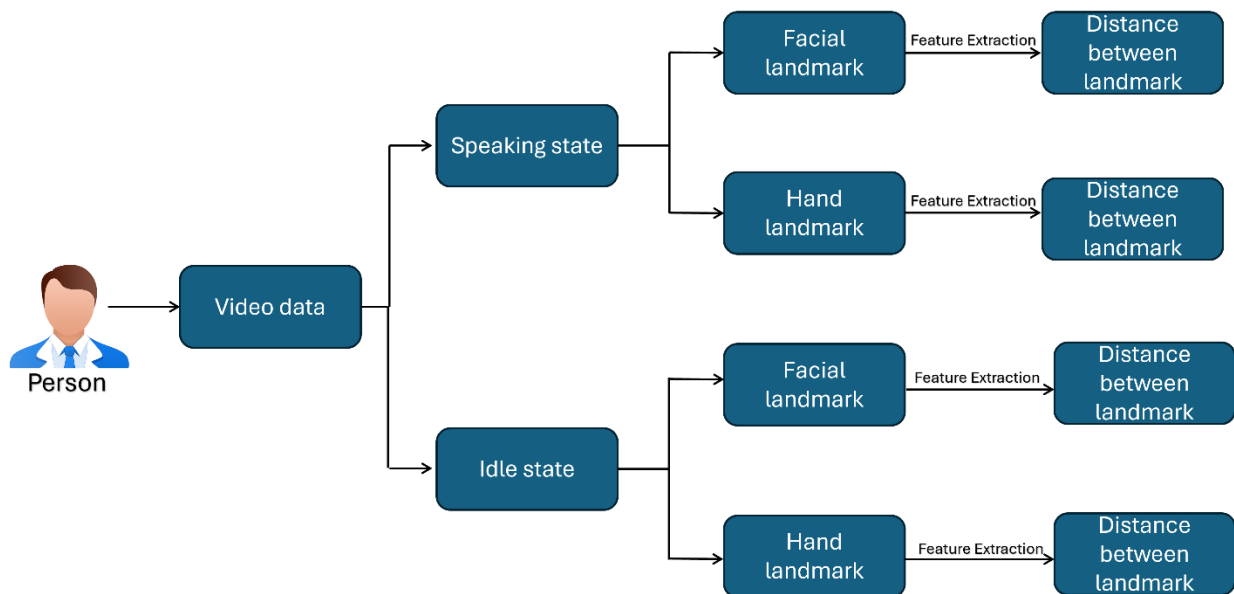 Facial
landmark
Feature Extraction
Distance
between
landmark
Speaking state
Hand
landmark
Feature Extraction
Distance
between
landmark
Person
Video data
Facial
landmark
Feature Extraction
Distance
between
landmark
Idle state
Hand
landmark
Feature Extraction
Distance
between
landmark